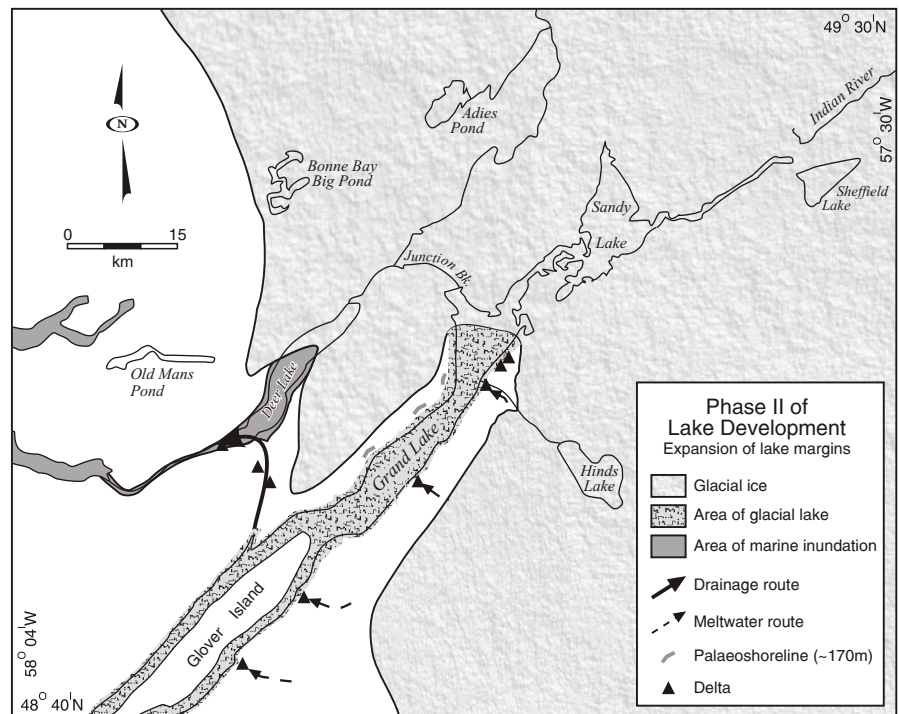 49° 30'N
57° 30'W
Indian River
Adies
Pond
Bonne Bay
Big Pond
N
Sheffield
Lake
Sandy
Lake
0 15
km
Junction Bk.
Old Mans
Pond
Deer Lake
Grand Lake
Hinds
Lake
Glover Island
58° 04'W
48° 40'N
Phase II of
Lake Development
Expansion of lake margins
Glacial ice
Area of glacial lake
Area of marine inundation
Drainage route
Meltwater route
Palaeoshoreline (~170m)
Delta